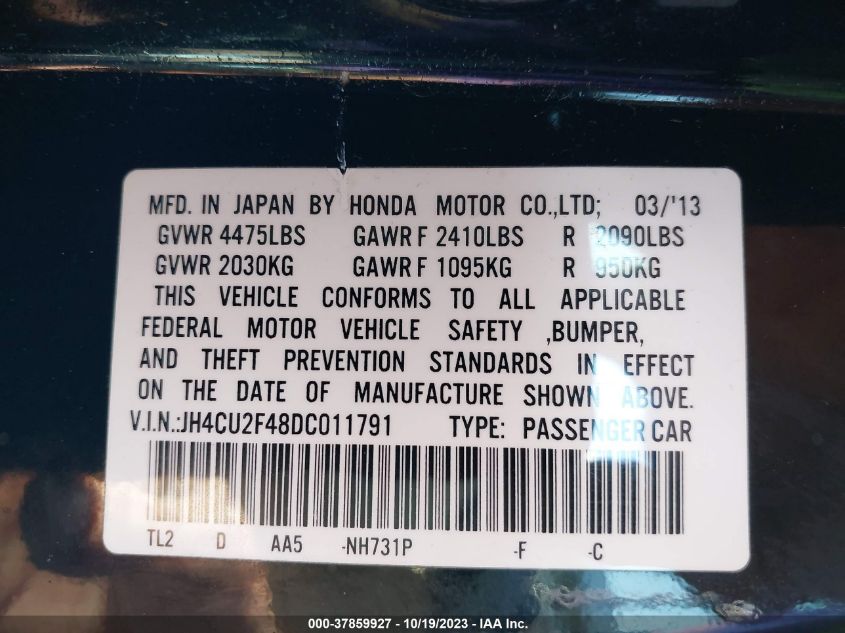 MFD. IN JAPAN BY HONDA MOTOR CO.,LTD; 03/'13
GVWR 4475LBS GAWR F 2410LBS R 2090LBS
GVWR 2030KG GAWR F 1095KG R 950KG
THIS VEHICLE CONFORMS TO ALL APPLICABLE
FEDERAL MOTOR VEHICLE SAFETY ,BUMPER,
AND THEFT PREVENTION STANDARDS IN EFFECT
ON THE DATE OF MANUFACTURE SHOWN ABOVE.
V.I.N.:JH4CU2F48DC011791 TYPE: PASSENGER CAR
TL2 D AA5 -NH731P -F -C
000-37859927 - 10/19/2023 - IAA Inc.